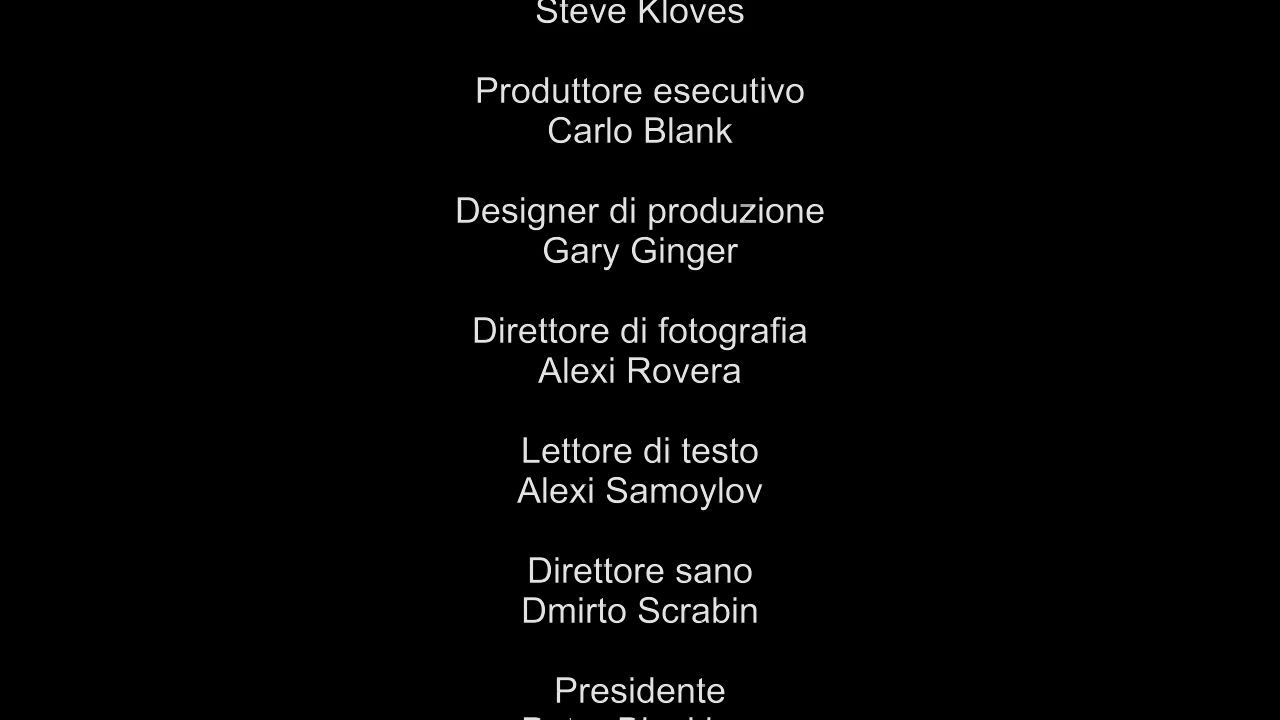 Steve Kloves
Produttore esecutivo
Carlo Blank
Designer di produzione
Gary Ginger
Direttore di fotografia
Alexi Rovera
Lettore di testo
Alexi Samoylov
Direttore sano
Dmirto Scrabin
Presidente